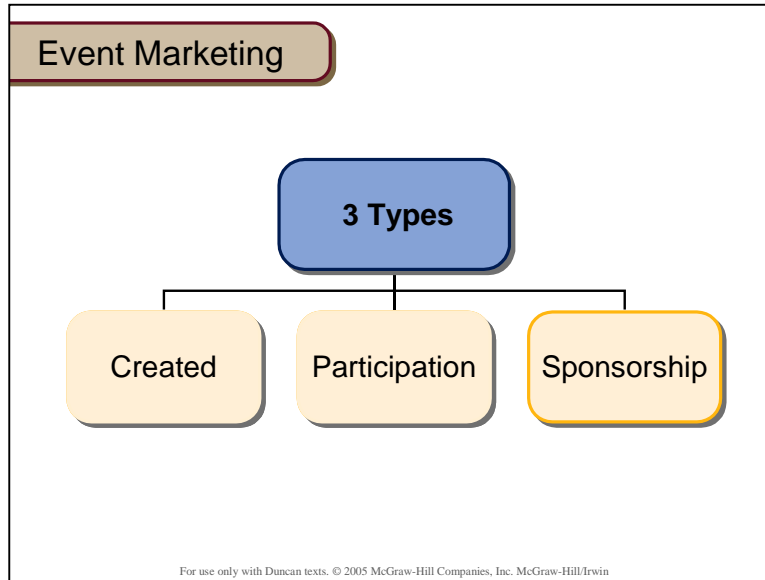 Event Marketing
3 Types
Created
Participation
Sponsorship
For use only with Duncan texts. © 2005 McGraw-Hill Companies, Inc. McGraw-Hill/Irwin